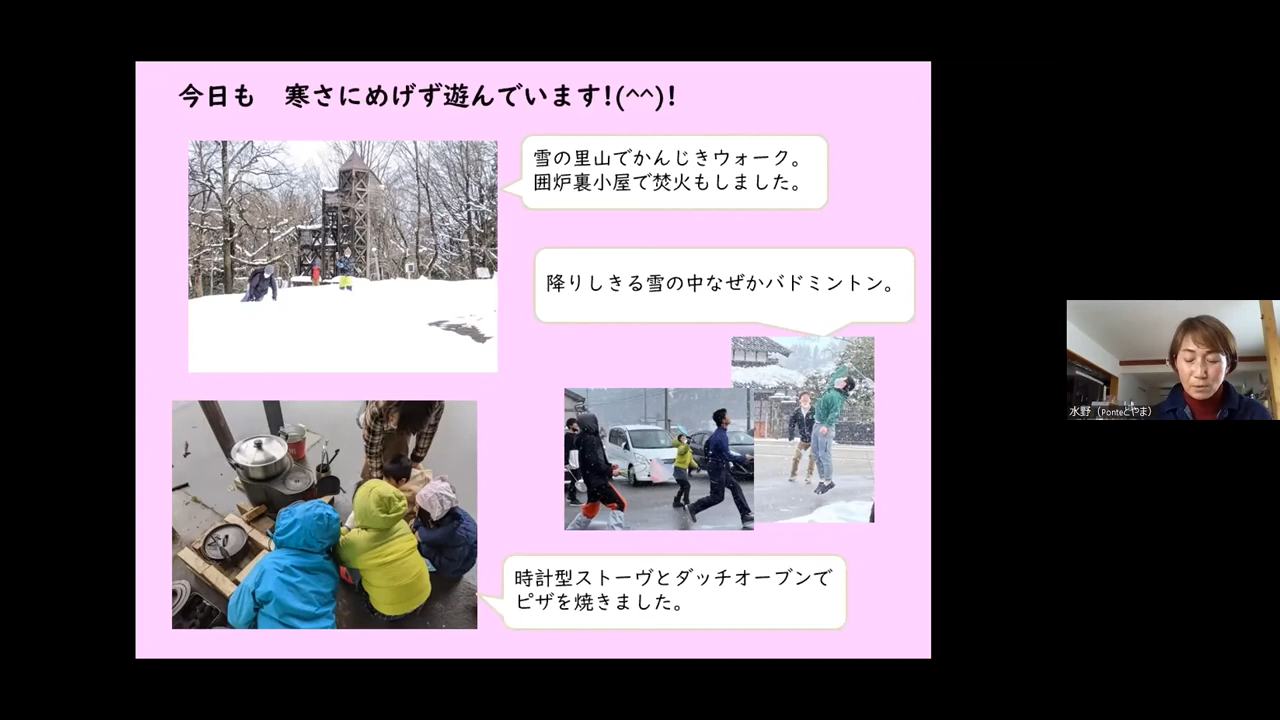 今日も　寒さにめげず遊んでいます!(^^)!
雪の里山でかんじきウォーク。
囲炉裏小屋で焚火もしました。
降りしきる雪の中なぜかバドミントン。
時計型ストーヴとダッチオーブンで
ピザを焼きました。
水野（Ponteとやま）